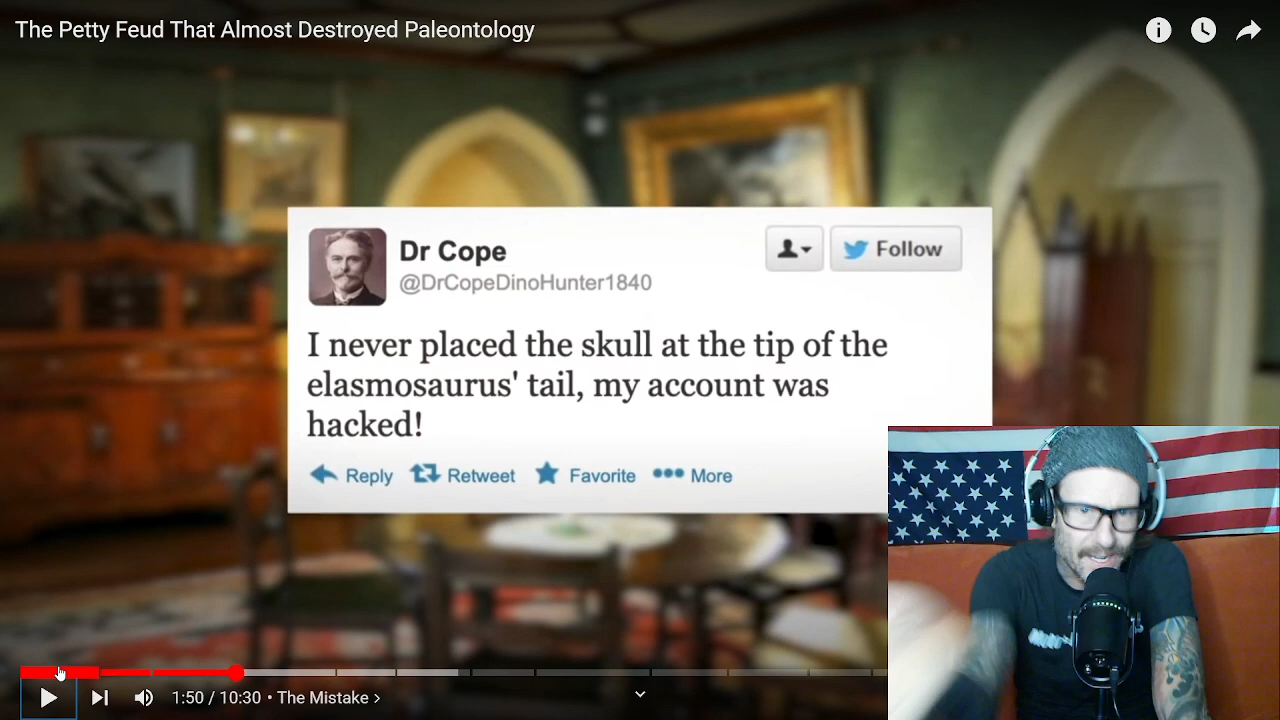 The Petty Feud That Almost Destroyed Paleontology
Dr Cope
@DrCopeDinoHunter1840
Follow
I never placed the skull at the tip of the
elasmosaurus' tail, my account was
hacked!
Reply Retweet Favorite More
1:50 / 10:30 • The Mistake ›